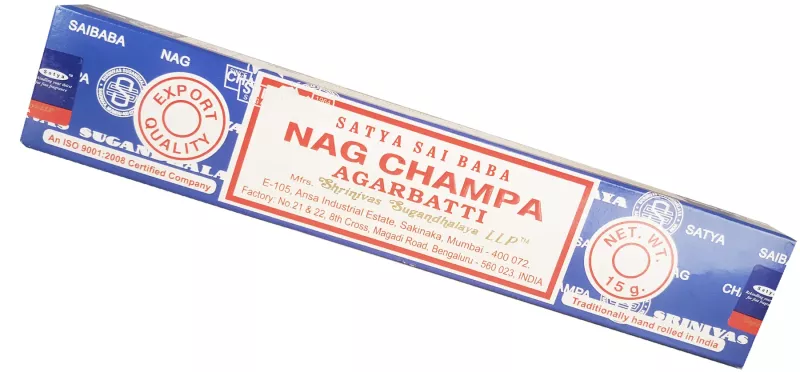 SAIBABA
NAG
Satya™
EXPORT
QUALITY
An ISO 9001:2008 Certified Company
SATYA SAI BABA
NAG CHAMPA
AGARBATTI
Mfrs. Shrinivas Sugandhalaya LLP™
E-105, Ansa Industrial Estate, Sakinaka, Mumbai - 400 072.
Factory: No.21 & 22, 8th Cross, Magadi Road, Bengaluru - 560 023. INDIA
SATYA
NAG
NET. WT.
15 g.
Traditionally hand rolled in India
SRINIVAS